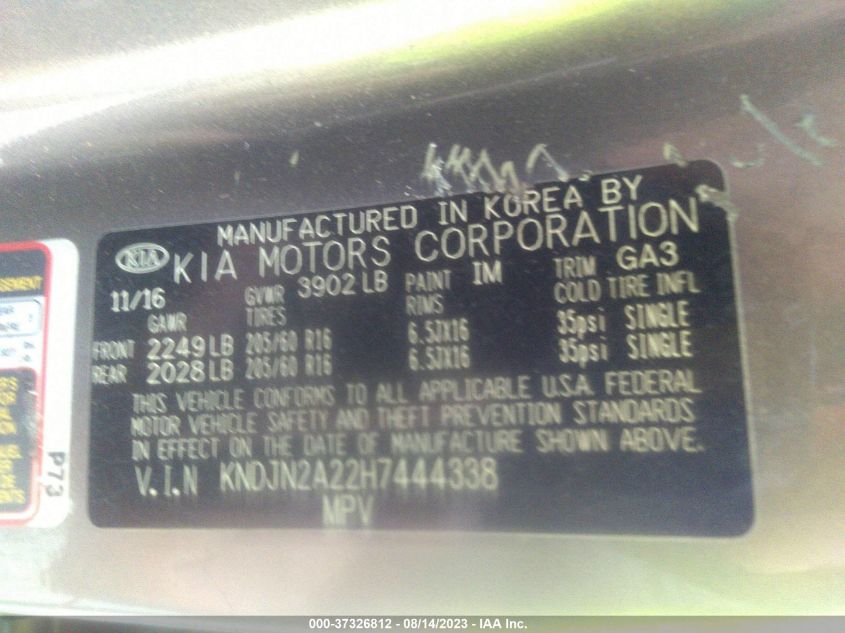 MANUFACTURED IN KOREA BY
KIA KIA MOTORS CORPORATION
11/16 GVWR 3902 LB PAINT IM TRIM GA3
GAWR TIRES RIMS COLD TIRE INFL
FRONT 2249 LB 205/60 R16 6.5JX16 35psi SINGLE
REAR 2028 LB 205/60 R16 6.5JX16 35psi SINGLE
THIS VEHICLE CONFORMS TO ALL APPLICABLE U.S.A. FEDERAL
MOTOR VEHICLE SAFETY AND THEFT PREVENTION STANDARDS
IN EFFECT ON THE DATE OF MANUFACTURE SHOWN ABOVE.
V.I.N KNDJN2A22H7444338
MPV
P73
000-37326812 - 08/14/2023 - IAA Inc.